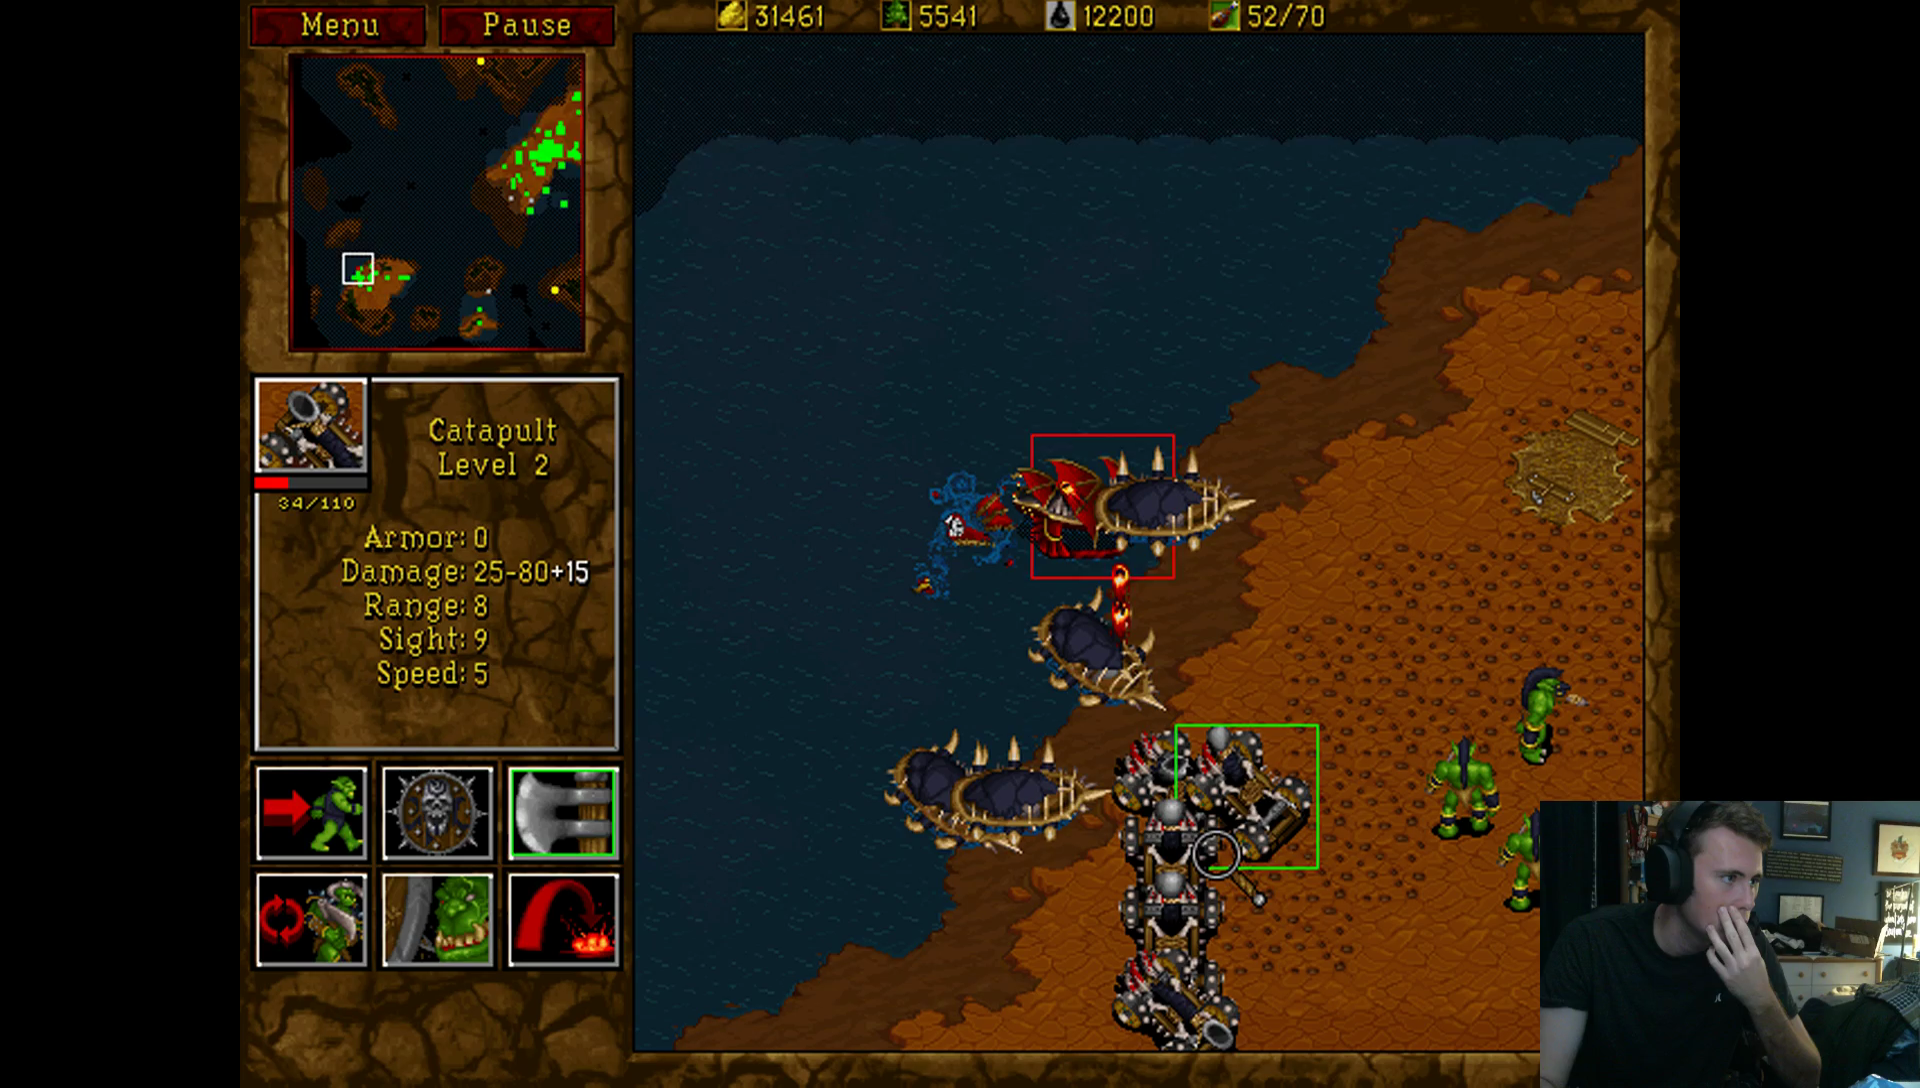 Menu
Pause
31461
5541
12200
52/70
Catapult
Level 2
34/110
Armor: 0
Damage: 25-80+15
Range: 8
Sight: 9
Speed: 5